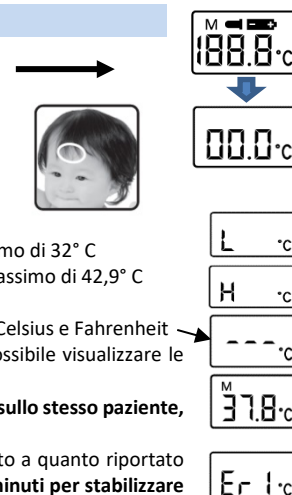 M
188.8°C
00.0°C
mo di 32° C
L °C
assimo di 42,9° C
H °C
Celsius e Fahrenheit
ossibile visualizzare le
---°C
sullo stesso paziente,
M
37.8°C
to a quanto riportato
minuti per stabilizzare
Er 1 °C